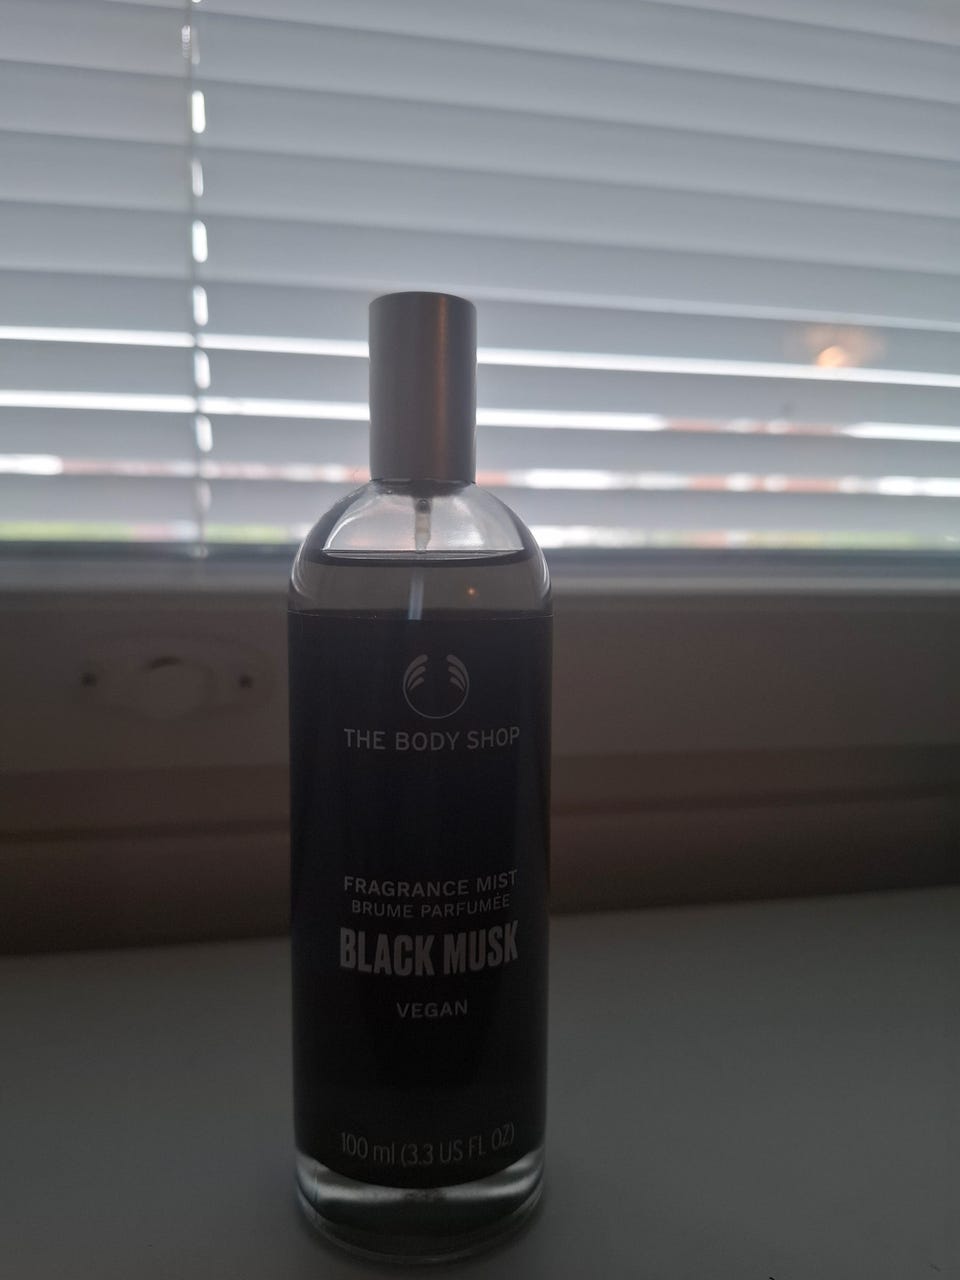 THE BODY SHOP
FRAGRANCE MIST
BRUME PARFUMÉE
BLACK MUSK
VEGAN
100 ml (3.3 US FL OZ)